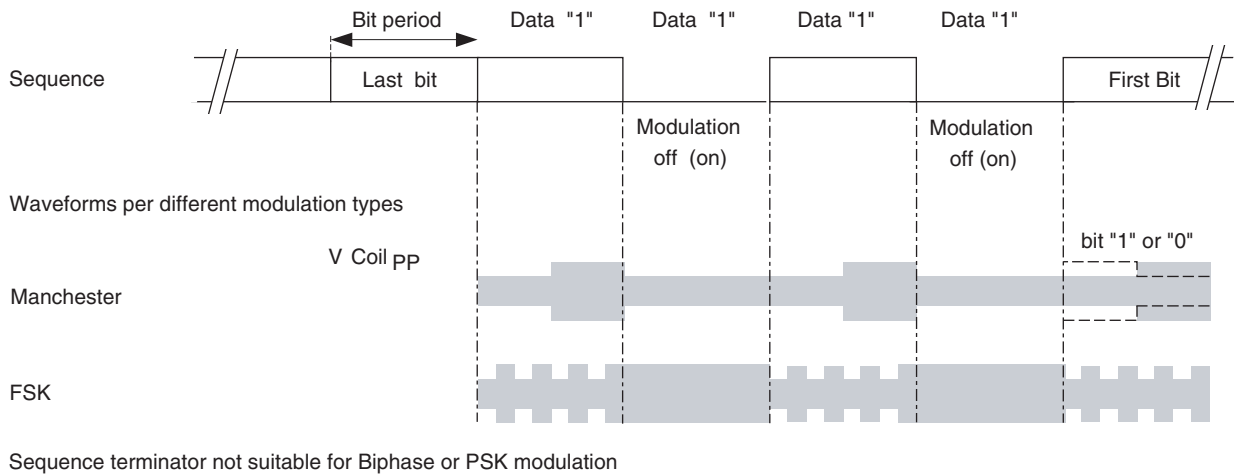 Bit period Data "1" Data "1" Data "1" Data "1"
Sequence Last bit First Bit
Modulation off (on) Modulation off (on)
Waveforms per different modulation types
V Coil PP bit "1" or "0"
Manchester
FSK
Sequence terminator not suitable for Biphase or PSK modulation